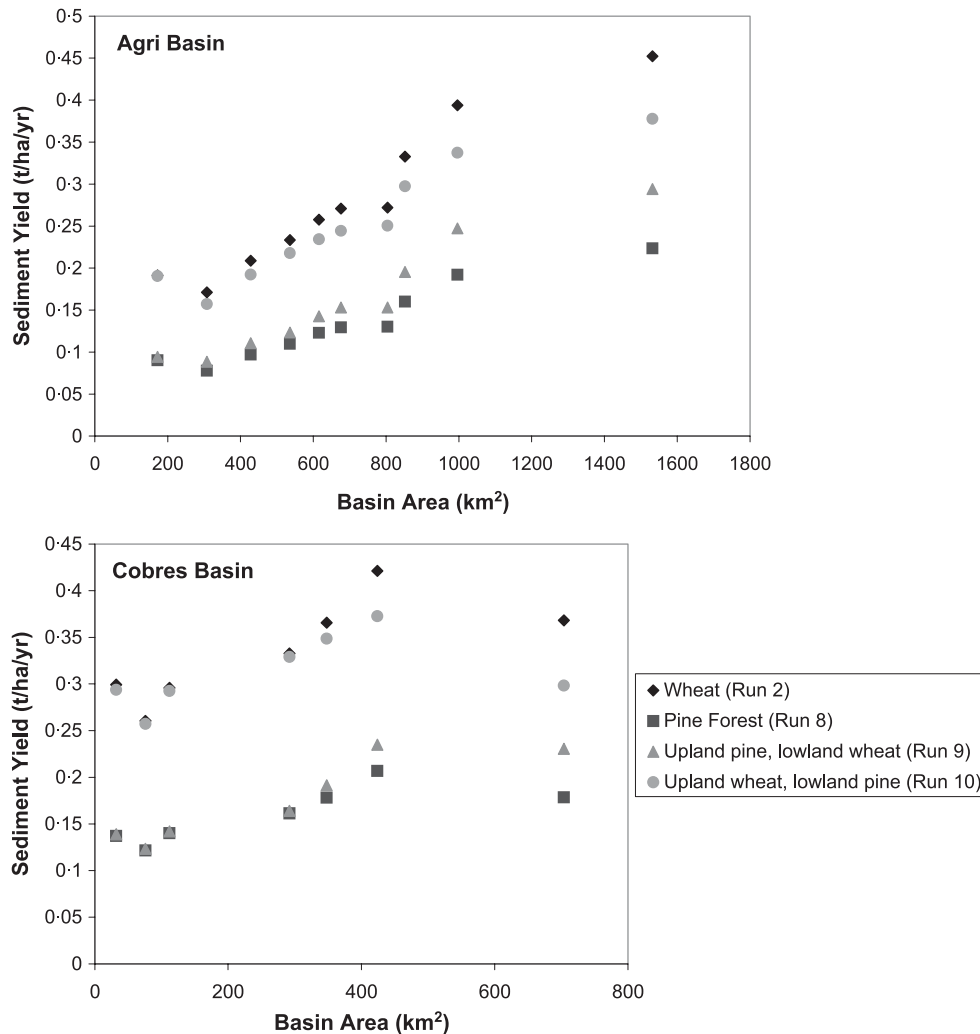 Agri Basin
Sediment Yield (t/ha/yr)
0·5
0·45
0·4
0·35
0·3
0·25
0·2
0·15
0·1
0·05
0
0 200 400 600 800 1000 1200 1400 1600 1800
Basin Area (km²)
Cobres Basin
Sediment Yield (t/ha/yr)
0·45
0·4
0·35
0·3
0·25
0·2
0·15
0·1
0·05
0
0 200 400 600 800
Basin Area (km²)
Wheat (Run 2)
Pine Forest (Run 8)
Upland pine, lowland wheat (Run 9)
Upland wheat, lowland pine (Run 10)